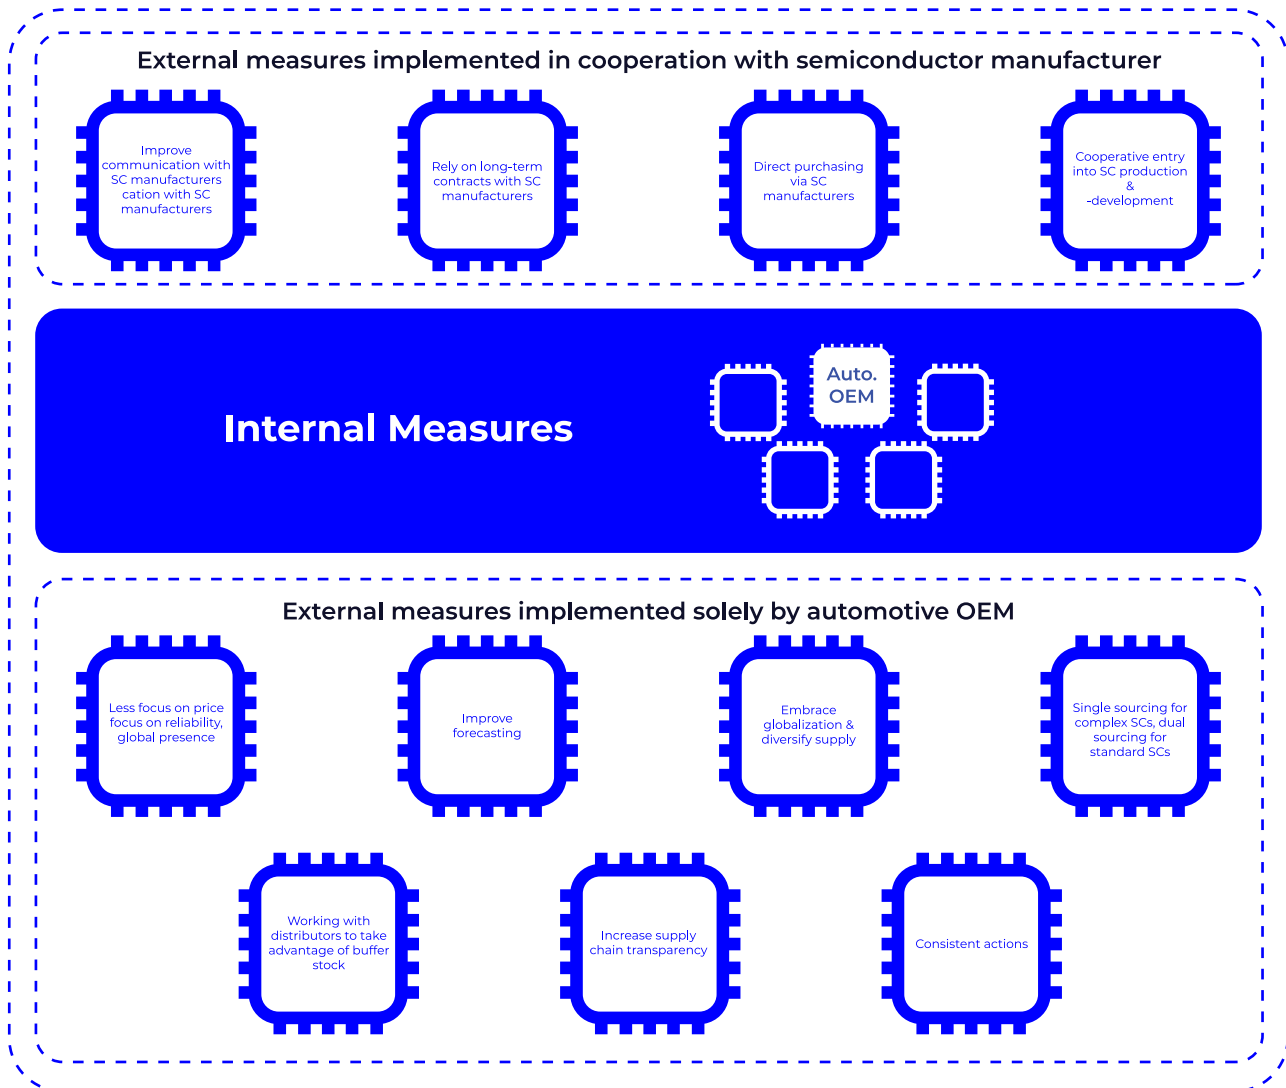 External measures implemented in cooperation with semiconductor manufacturer
Improve
communication with
SC manufacturers
cation with SC
manufacturers
Rely on long-term
contracts with SC
manufacturers
Direct purchasing
via SC
manufacturers
Cooperative entry
into SC production
&
-development
Internal Measures
Auto.
OEM
External measures implemented solely by automotive OEM
Less focus on price
focus on reliability,
global presence
Improve
forecasting
Embrace
globalization &
diversify supply
Single sourcing for
complex SCs, dual
sourcing for
standard SCs
Working with
distributors to take
advantage of buffer
stock
Increase supply
chain transparency
Consistent actions